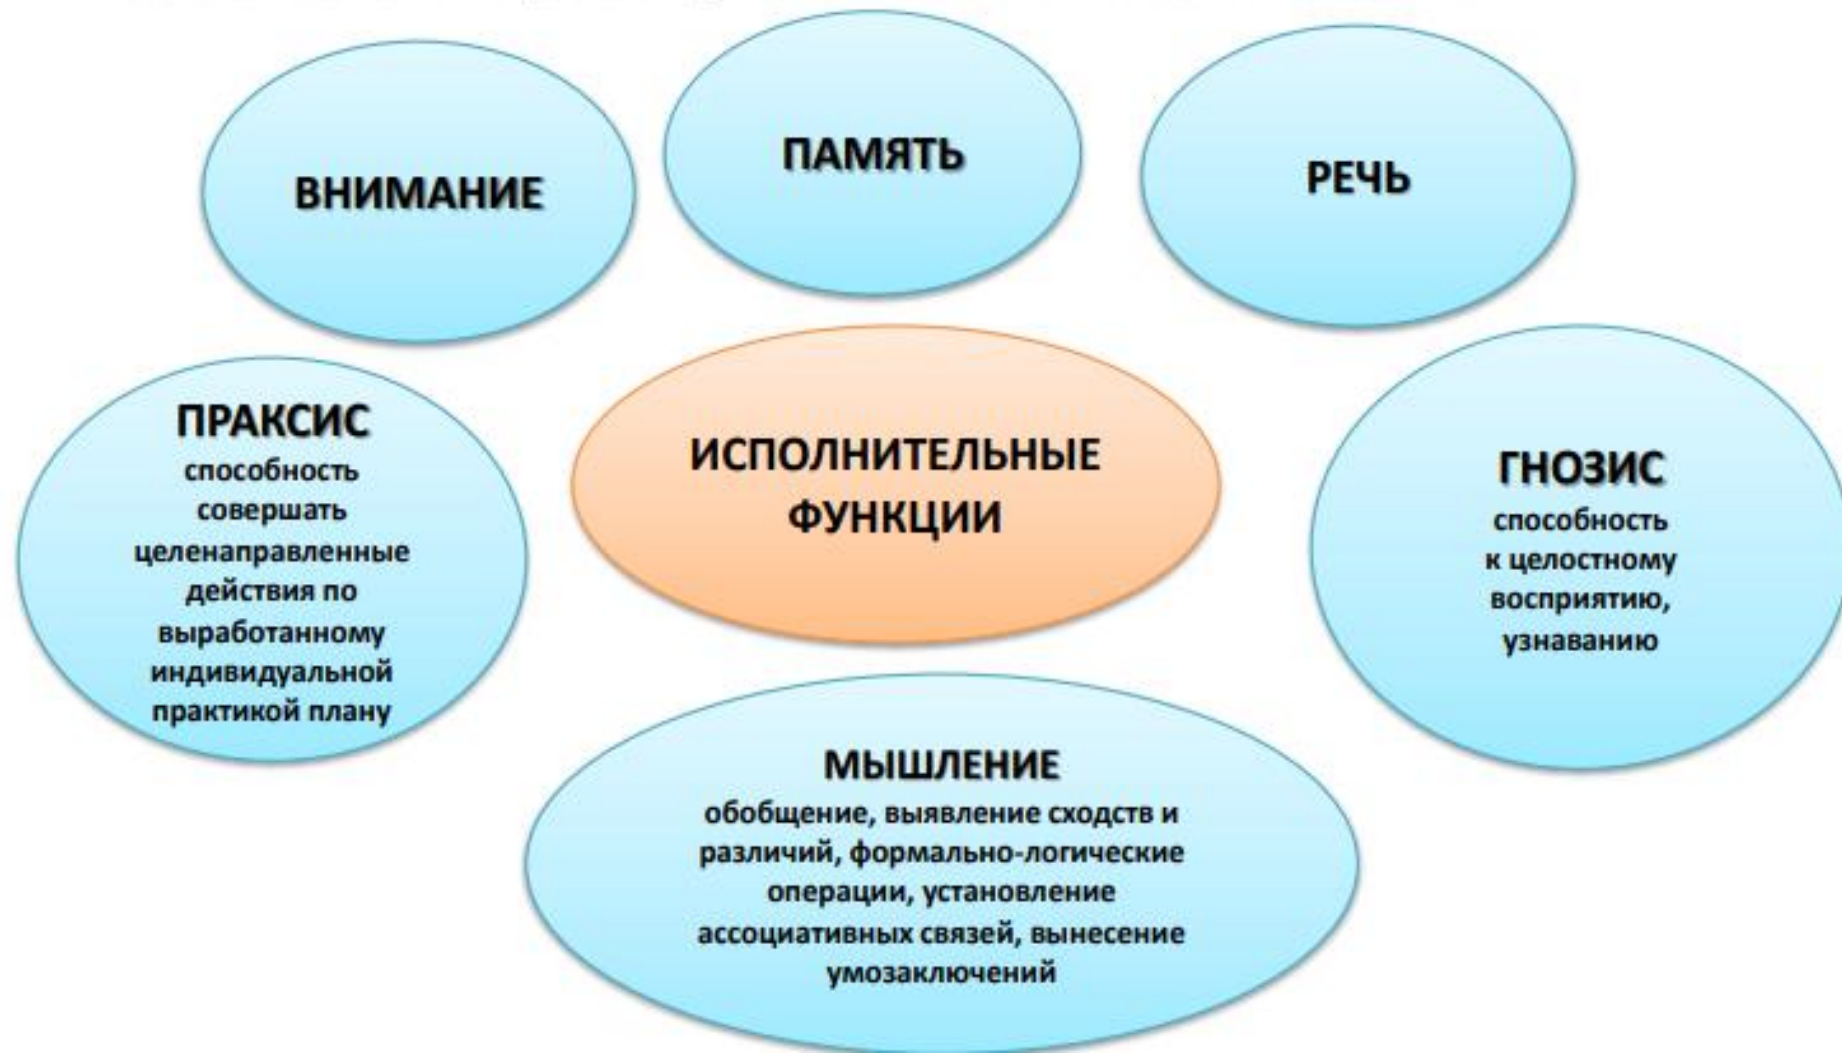 ВНИМАНИЕ
ПАМЯТЬ
РЕЧЬ
ПРАКСИС
способность
совершать
целенаправленные
действия по
выработанному
индивидуальной
практикой плану
ИСПОЛНИТЕЛЬНЫЕ
ФУНКЦИИ
ГНОЗИС
способность
к целостному
восприятию,
узнаванию
МЫШЛЕНИЕ
обобщение, выявление сходств и
различий, формально-логические
операции, установление
ассоциативных связей, вынесение
умозаключений